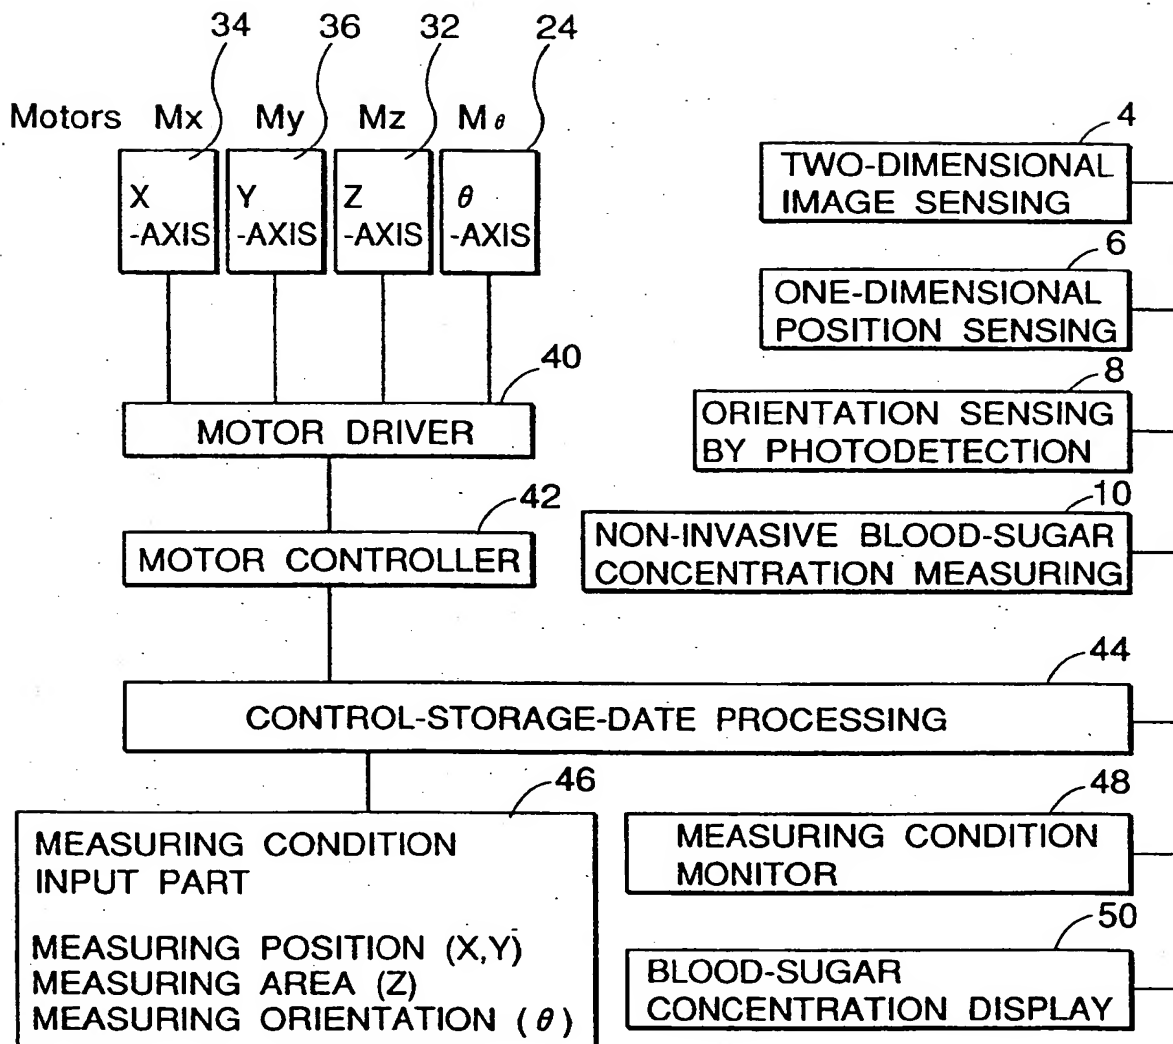 34 36 32 24
Motors Mx My Mz Mθ
X
-AXIS
Y
-AXIS
Z
-AXIS
θ
-AXIS
40
MOTOR DRIVER
42
MOTOR CONTROLLER
4
TWO-DIMENSIONAL
IMAGE SENSING
6
ONE-DIMENSIONAL
POSITION SENSING
8
ORIENTATION SENSING
BY PHOTODETECTION
10
NON-INVASIVE BLOOD-SUGAR
CONCENTRATION MEASURING
44
CONTROL-STORAGE-DATE PROCESSING
46
MEASURING CONDITION
INPUT PART
MEASURING POSITION (X,Y)
MEASURING AREA (Z)
MEASURING ORIENTATION (θ)
48
MEASURING CONDITION
MONITOR
50
BLOOD-SUGAR
CONCENTRATION DISPLAY